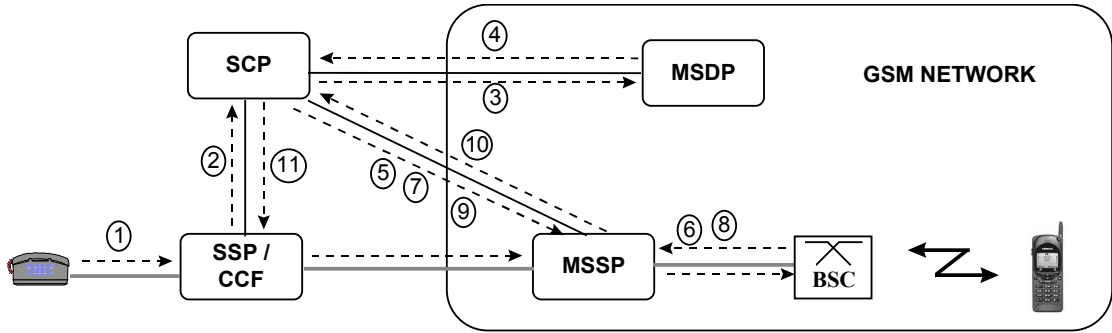 ④
SCP
MSDP
GSM NETWORK
③
②
⑪
⑩
⑤
⑦
⑨
①
⑥
⑧
SSP /
CCF
MSSP
BSC